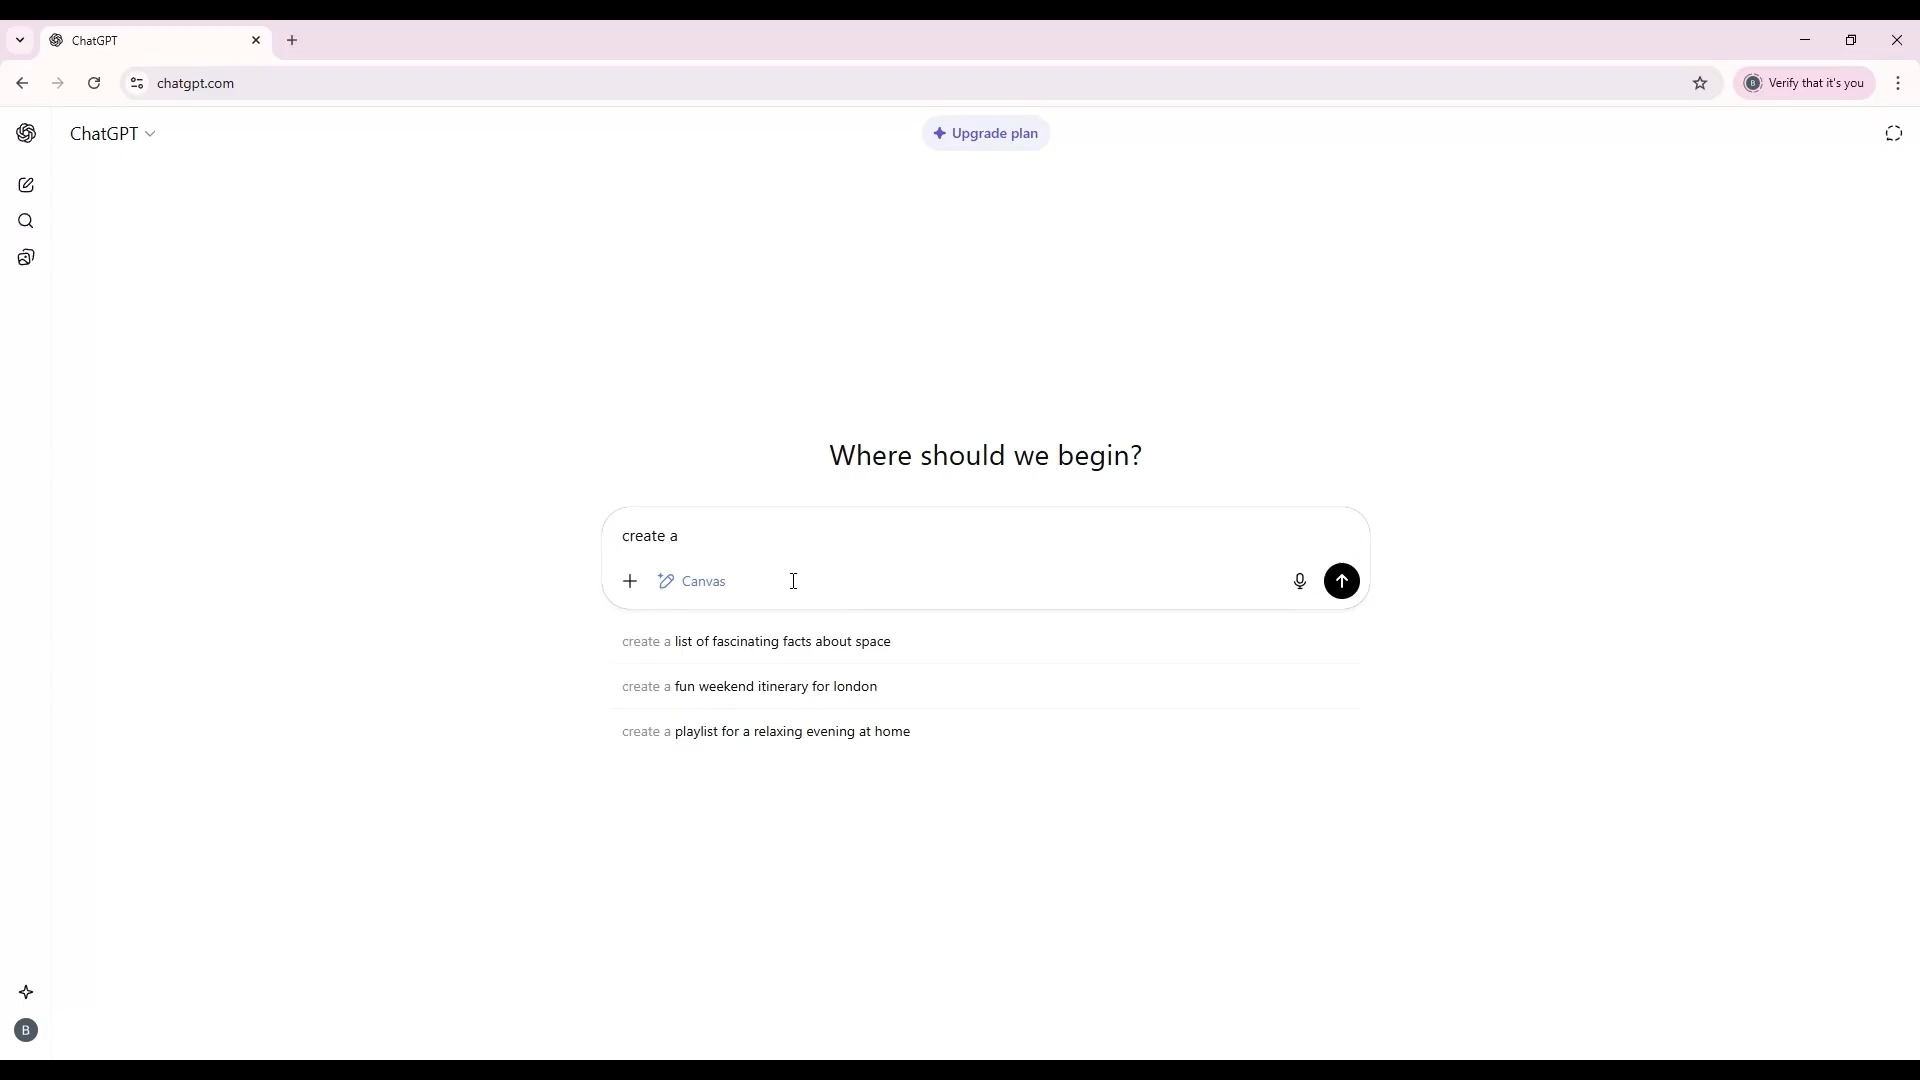 ChatGPT
chatgpt.com
Verify that it's you
ChatGPT
Upgrade plan
Where should we begin?
create a
Canvas
create a list of fascinating facts about space
create a fun weekend itinerary for london
create a playlist for a relaxing evening at home
B
B